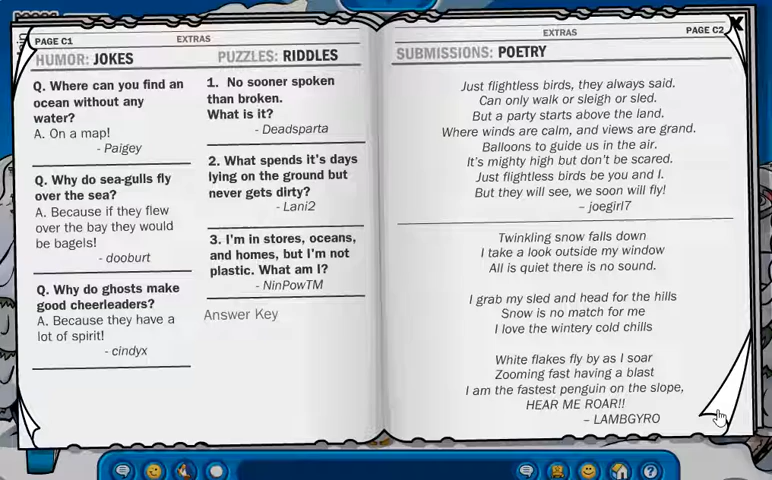 PAGE C1
EXTRAS
HUMOR: JOKES
Q. Where can you find an
ocean without any
water?
A. On a map!
- Paigey
Q. Why do sea-gulls fly
over the sea?
A. Because if they flew
over the bay they would
be bagels!
- dooburt
Q. Why do ghosts make
good cheerleaders?
A. Because they have a
lot of spirit!
- cindyx
PUZZLES: RIDDLES
1. No sooner spoken
than broken.
What is it?
- Deadsparta
2. What spends it's days
lying on the ground but
never gets dirty?
- Lani2
3. I'm in stores, oceans,
and homes, but I'm not
plastic. What am I?
- NinPowTM
Answer Key
EXTRAS
PAGE C2
X
SUBMISSIONS: POETRY
Just flightless birds, they always said.
Can only walk or sleigh or sled.
But a party starts above the land.
Where winds are calm, and views are grand.
Balloons to guide us in the air.
It's mighty high but don't be scared.
Just flightless birds be you and I.
But they will see, we soon will fly!
– joegirl7
Twinkling snow falls down
I take a look outside my window
All is quiet there is no sound.
I grab my sled and head for the hills
Snow is no match for me
I love the wintery cold chills
White flakes fly by as I soar
Zooming fast having a blast
I am the fastest penguin on the slope,
HEAR ME ROAR!!
– LAMBGYRO
?